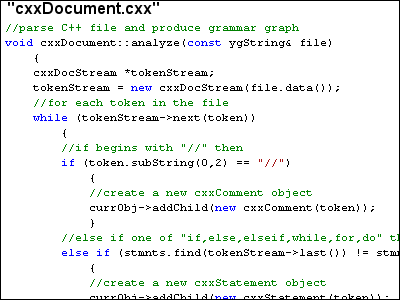 "cxxDocument.cxx"
//parse C++ file and produce grammar graph
void cxxDocument::analyze(const ygString& file)
{
cxxDocStream *tokenStream;
tokenStream = new cxxDocStream(file.data());
//for each token in the file
while (tokenStream->next(token))
{
//if begins with "//" then
if (token.subString(0,2) == "//")
{
//create a new cxxComment object
currObj->addChild(new cxxComment(token));
}
//else if one of "if,else,elseif,while,for,do" th
else if (stmnts.find(tokenStream->last()) != stmn
{
//create a new cxxStatement object
currObj->addChild(new cxxStatement(token));